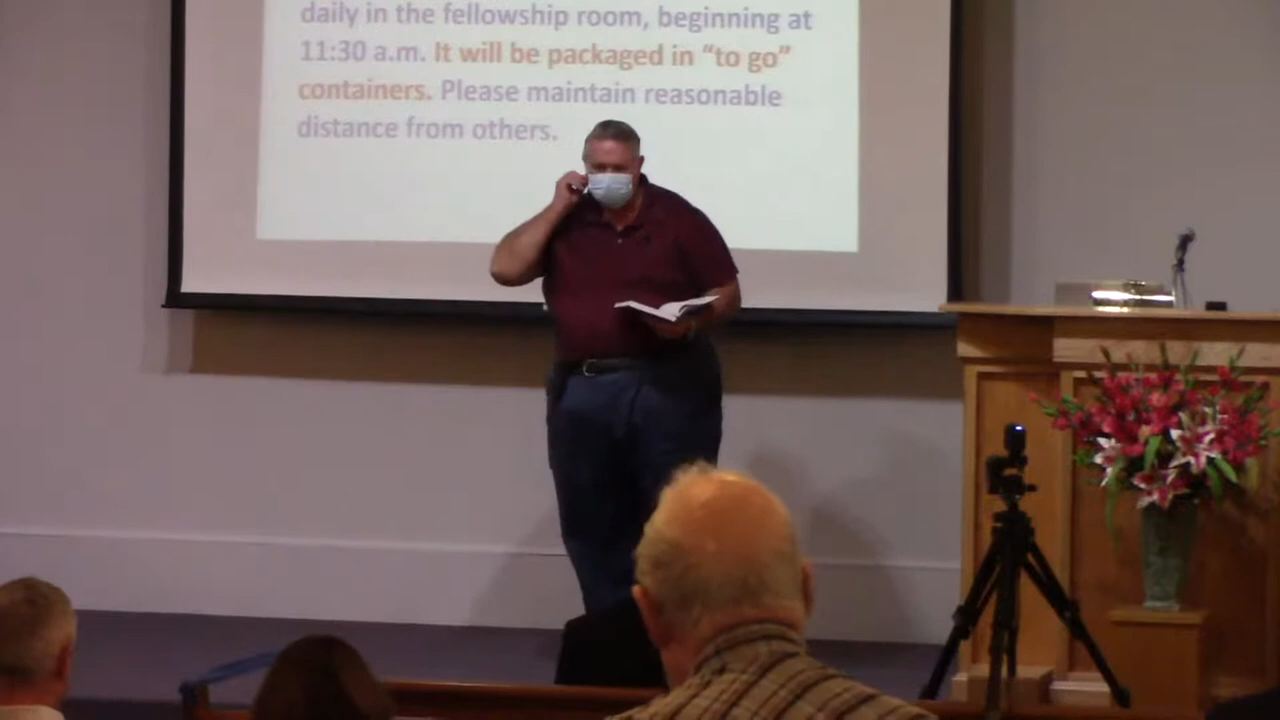 daily in the fellowship room, beginning at
11:30 a.m. It will be packaged in “to go”
containers. Please maintain reasonable
distance from others.